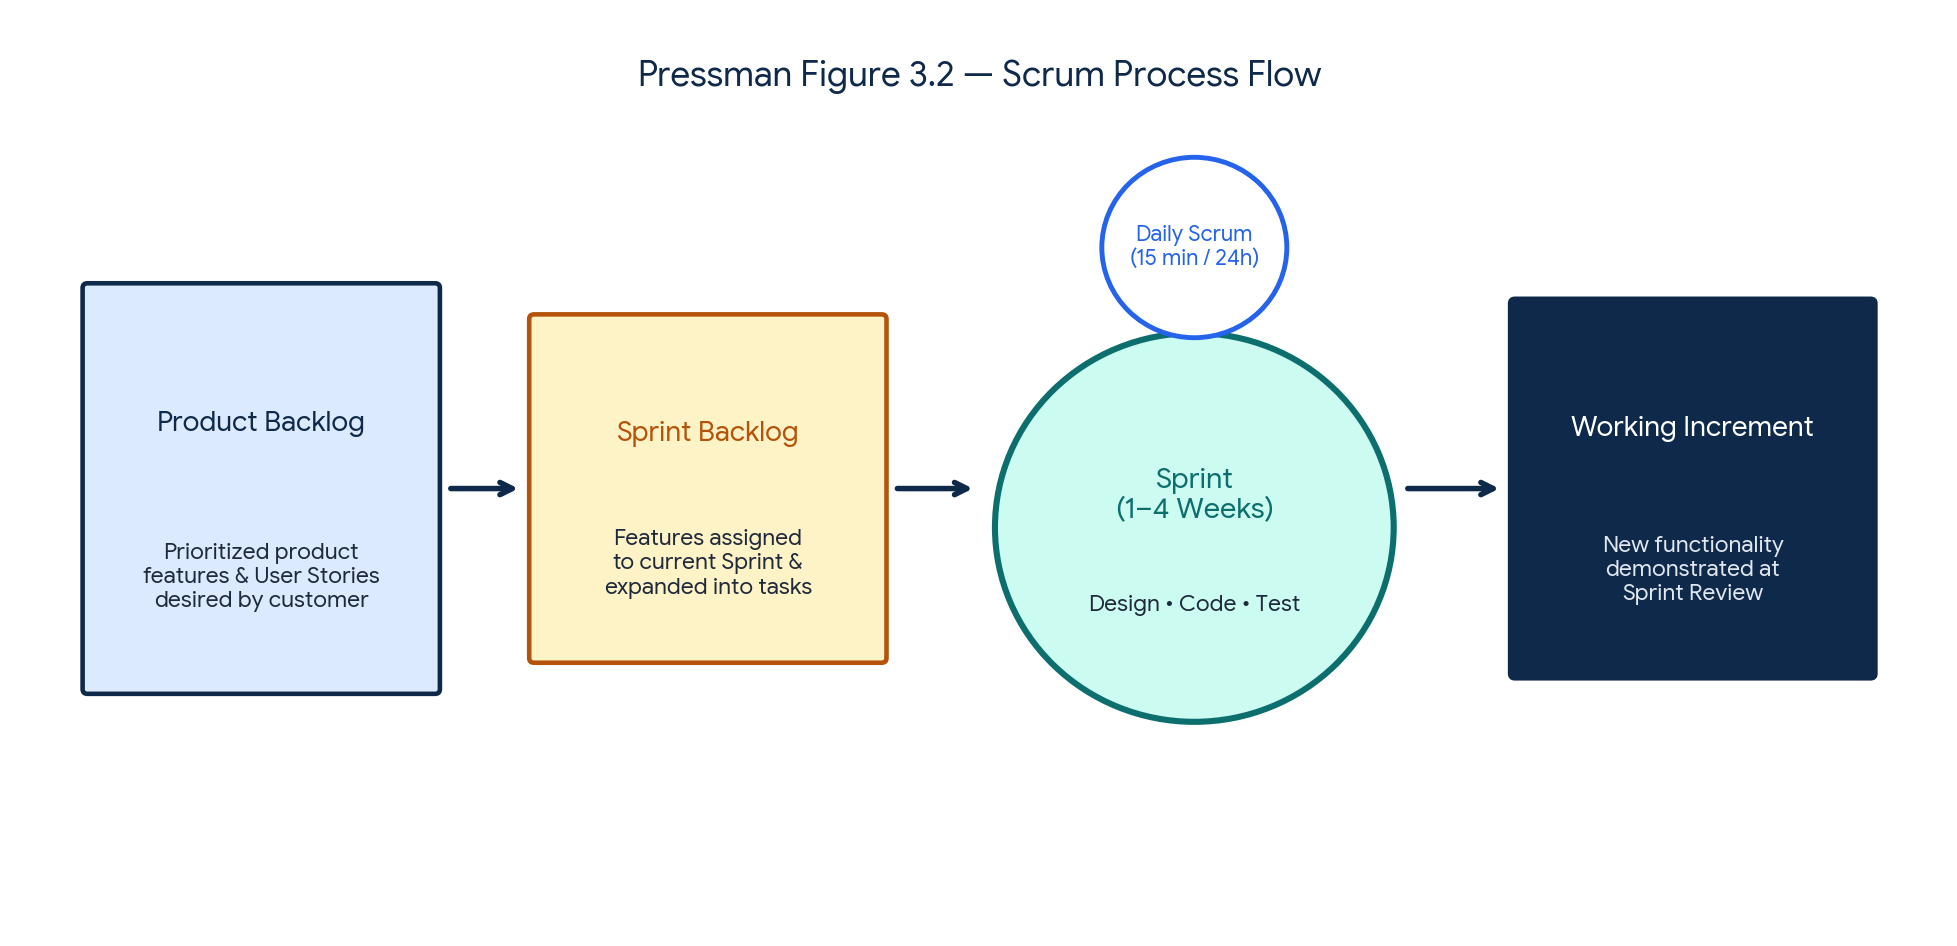 Pressman Figure 3.2 — Scrum Process Flow
Product Backlog
Prioritized product
features & User Stories
desired by customer
Sprint Backlog
Features assigned
to current Sprint &
expanded into tasks
Daily Scrum
(15 min / 24h)
Sprint
(1–4 Weeks)
Design • Code • Test
Working Increment
New functionality
demonstrated at
Sprint Review